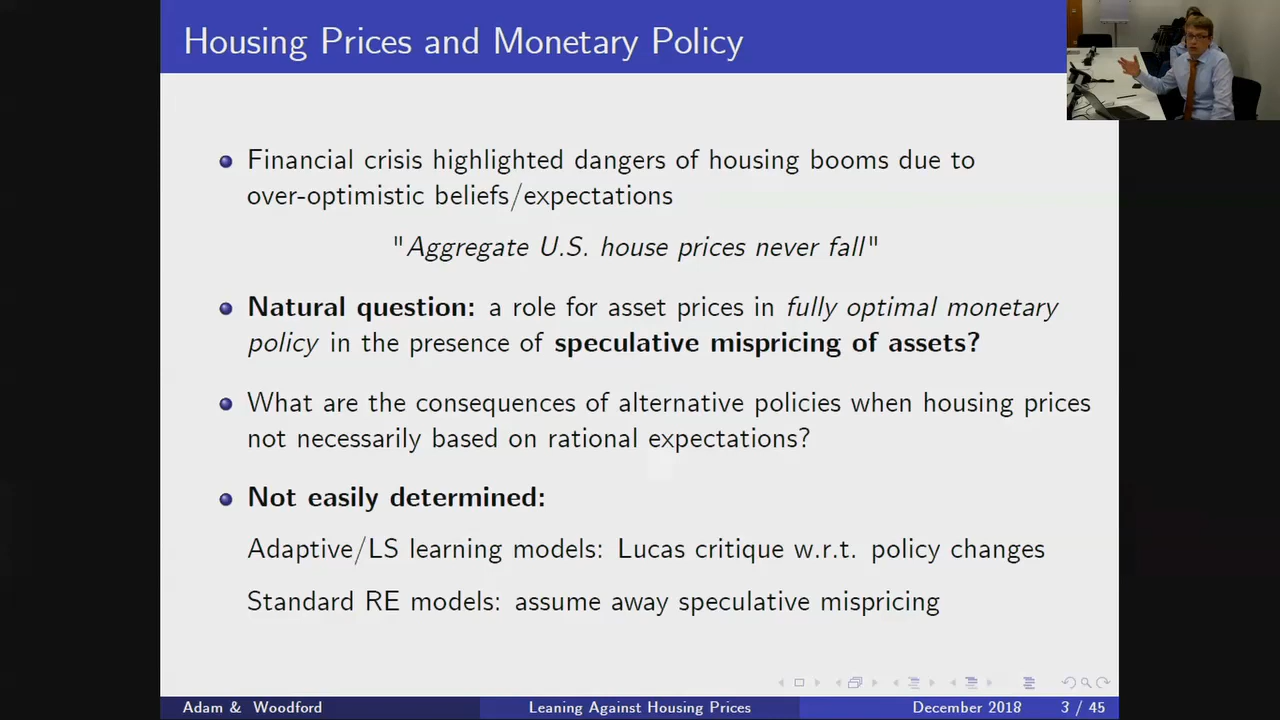 Housing Prices and Monetary Policy
Financial crisis highlighted dangers of housing booms due to
over-optimistic beliefs/expectations
"Aggregate U.S. house prices never fall"
Natural question: a role for asset prices in fully optimal monetary
policy in the presence of speculative mispricing of assets?
What are the consequences of alternative policies when housing prices
not necessarily based on rational expectations?
Not easily determined:
Adaptive/LS learning models: Lucas critique w.r.t. policy changes
Standard RE models: assume away speculative mispricing
Adam & Woodford
Leaning Against Housing Prices
December 2018
3 / 45